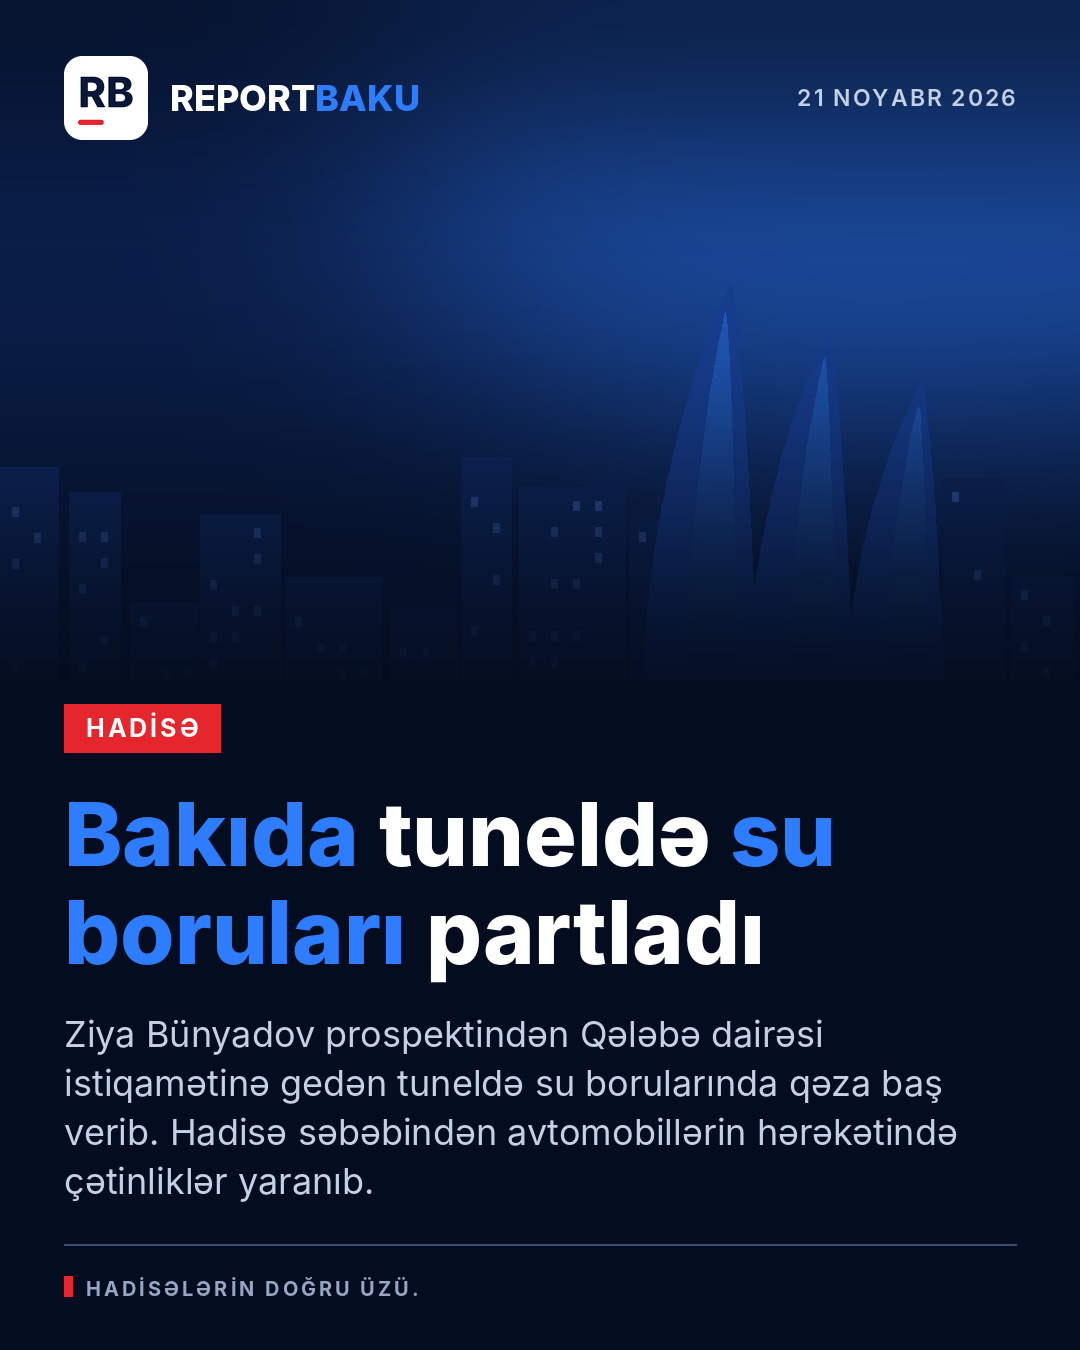 RB
REPORTBAKU
21 NOYABR 2026
HADİSƏ
Bakıda tuneldə su
boruları partladı
Ziya Bünyadov prospektindən Qələbə dairəsi
istiqamətinə gedən tuneldə su borularında qəza baş
verib. Hadisə səbəbindən avtomobillərin hərəkətində
çətinliklər yaranıb.
HADİSƏLƏRİN DOĞRU ÜZÜ.